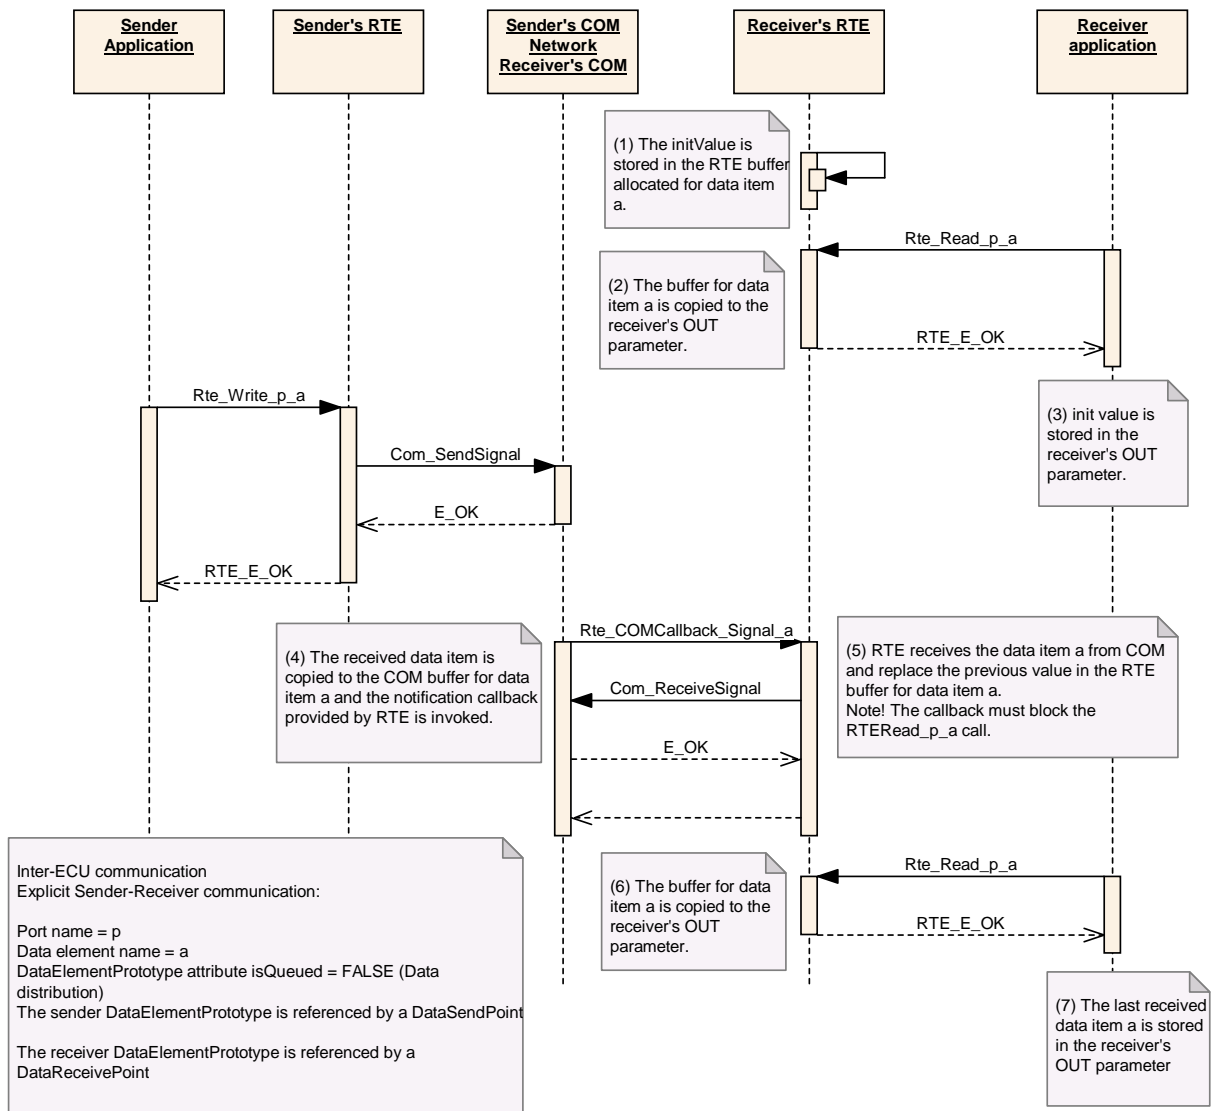 Sender
Application
Sender's RTE
Sender's COM
Network
Receiver's COM
Receiver's RTE
Receiver
application
(1) The initValue is
stored in the RTE buffer
allocated for data item
a.
Rte_Read_p_a
(2) The buffer for data
item a is copied to the
receiver's OUT
parameter.
RTE_E_OK
Rte_Write_p_a
(3) init value is
stored in the
receiver's OUT
parameter.
Com_SendSignal
E_OK
RTE_E_OK
Rte_COMCallback_Signal_a
(4) The received data item is
copied to the COM buffer for data
item a and the notification callback
provided by RTE is invoked.
(5) RTE receives the data item a from COM
and replace the previous value in the RTE
buffer for data item a.
Note! The callback must block the
RTERead_p_a call.
Com_ReceiveSignal
E_OK
Rte_Read_p_a
(6) The buffer for data
item a is copied to the
receiver's OUT
parameter.
RTE_E_OK
Inter-ECU communication
Explicit Sender-Receiver communication:
Port name = p
Data element name = a
DataElementPrototype attribute isQueued = FALSE (Data
distribution)
The sender DataElementPrototype is referenced by a DataSendPoint
The receiver DataElementPrototype is referenced by a
DataReceivePoint
(7) The last received
data item a is stored
in the receiver's
OUT parameter